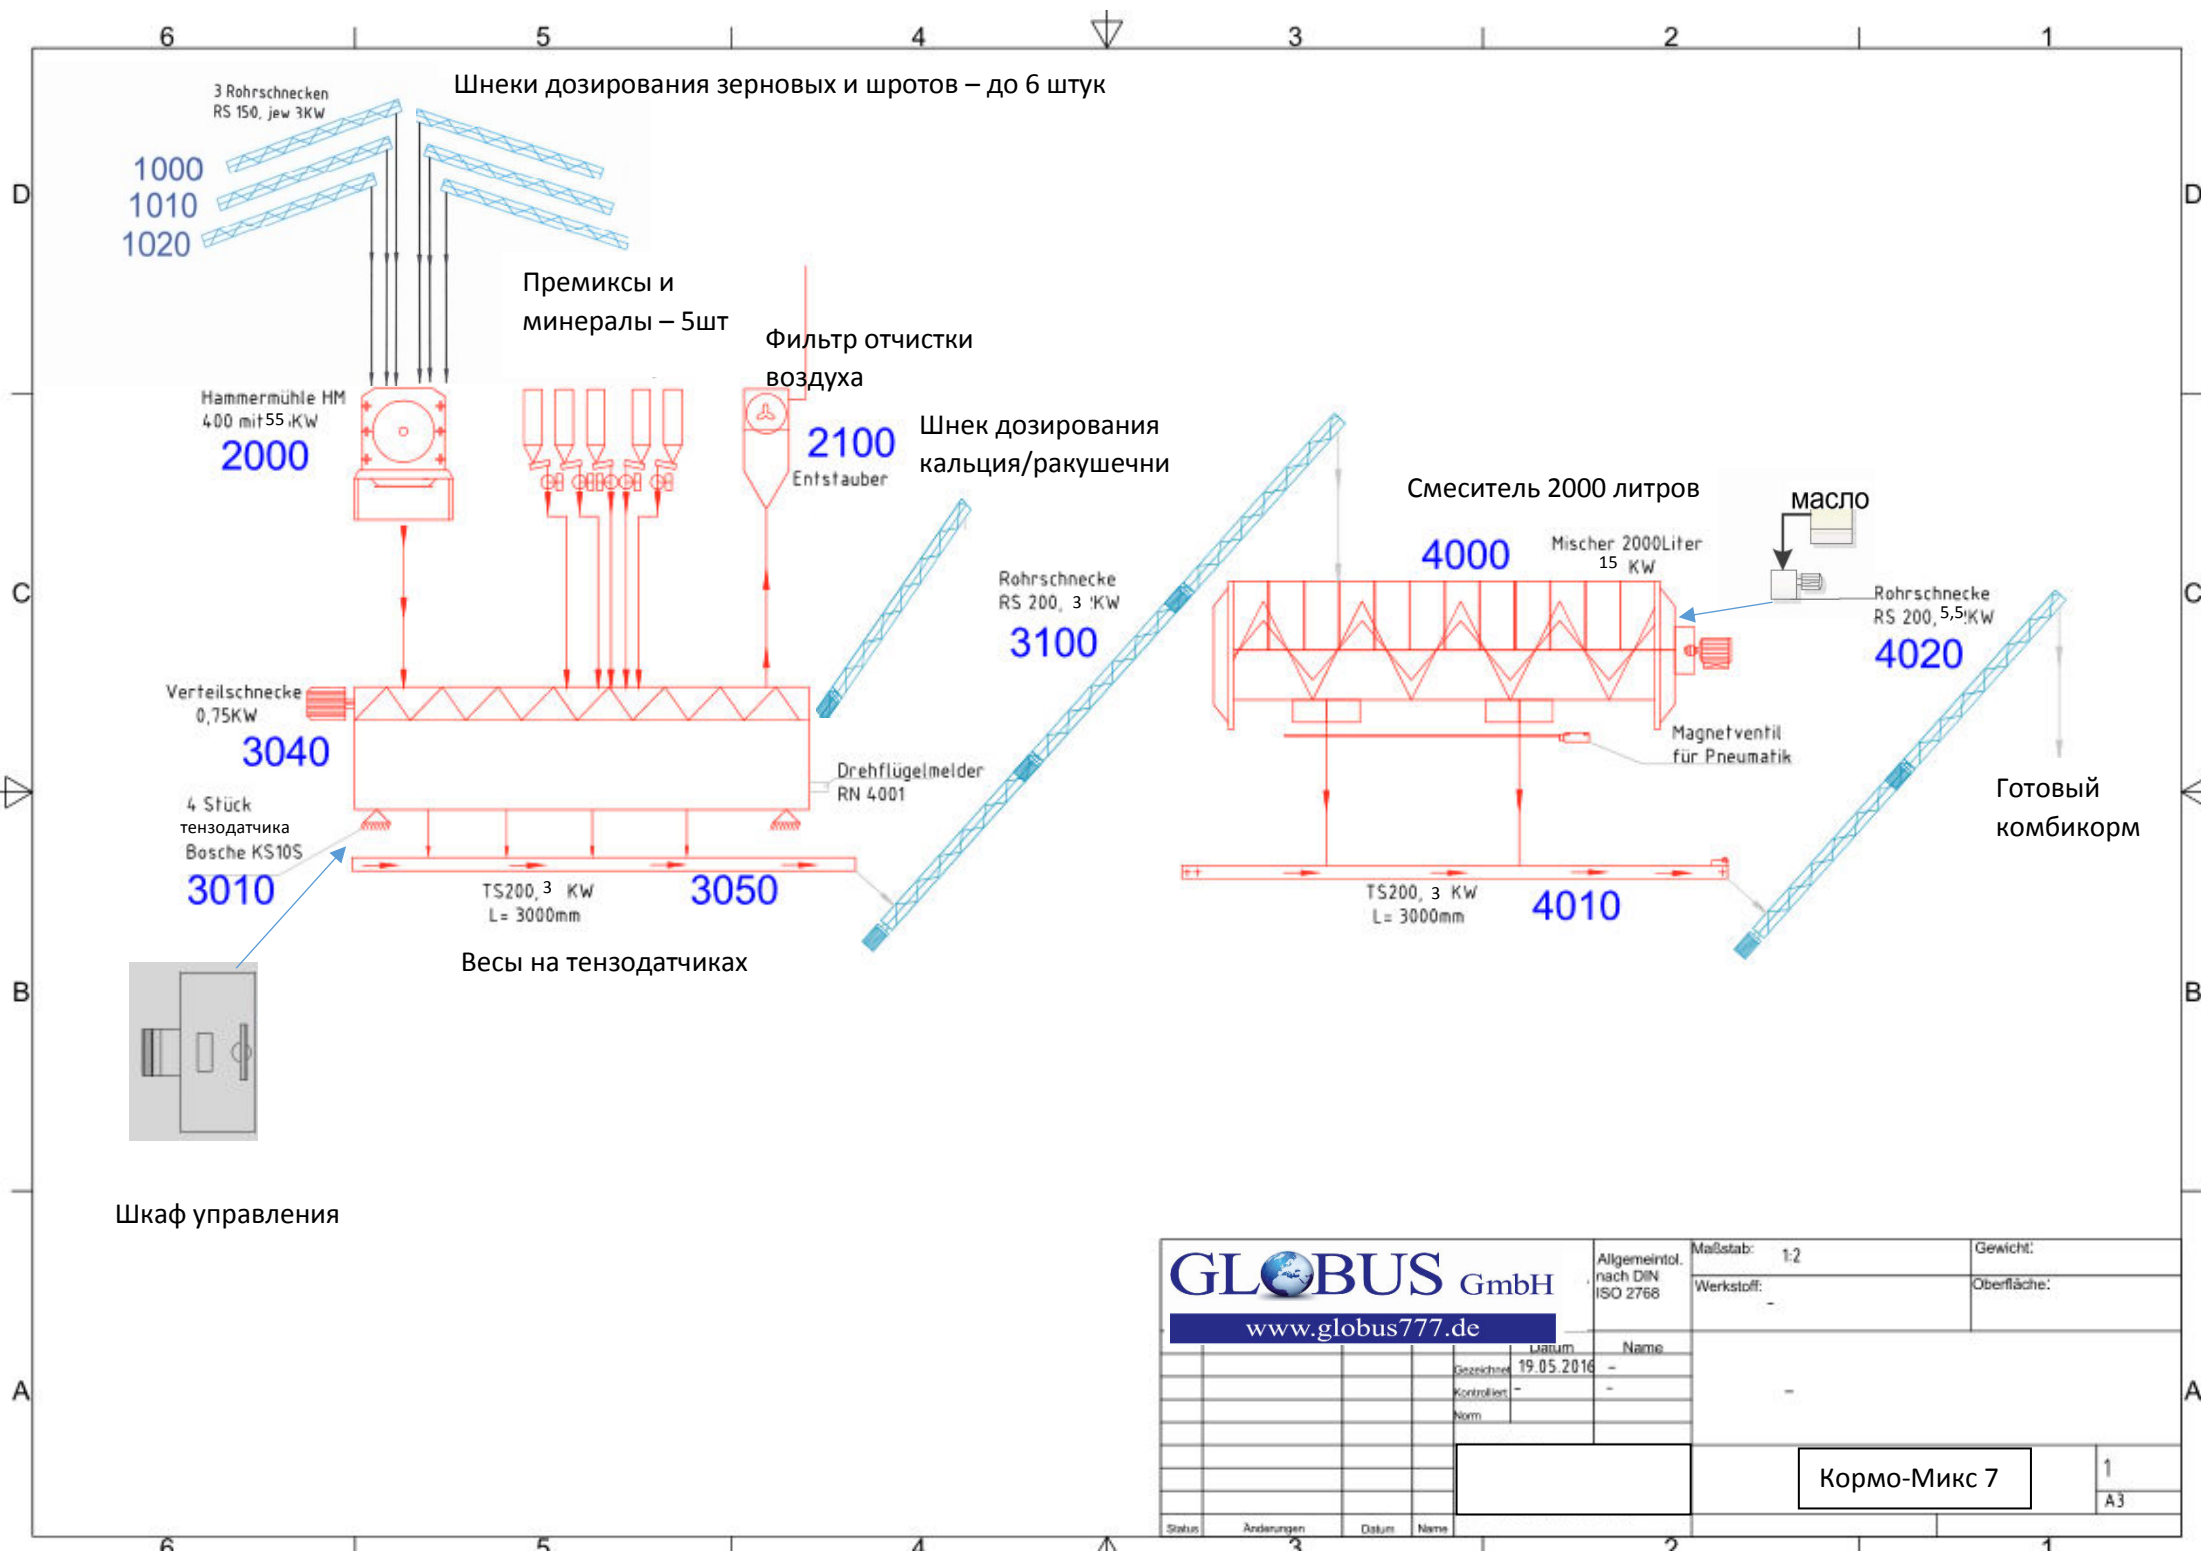 6 5 4 3 2 1
Шнеки дозирования зерновых и шротов – до 6 штук
3 Rohrschnecken
RS 150, jew 3KW
1000
1010
1020
D
D
Премиксы и
минералы – 5шт
Фильтр отчистки
воздуха
Hammermühle HM
400 mit 55 KW
2000
2100
Entstauber
Шнек дозирования
кальция/ракушечни
Rohrschnecke
RS 200, 3 KW
3100
Смеситель 2000 литров
4000
Mischer 2000Liter
15 KW
масло
Rohrschnecke
RS 200, 5,5 KW
4020
C
C
Verteilschnecke
0,75KW
3040
Drehflügelmelder
RN 4001
Magnetventil
für Pneumatik
Готовый
комбикорм
4 Stück
тензодатчика
Bosche KS10S
3010
TS200, 3 KW
L= 3000mm
3050
TS200, 3 KW
L= 3000mm
4010
Весы на тензодатчиках
B
B
Шкаф управления
GLOBUS GmbH
www.globus777.de
Allgemeintol.
nach DIN
ISO 2768
Maßstab: 1:2
Gewicht:
Werkstoff:
-
Oberfläche:
Datum Name
Gezeichnet 19.05.2016 -
Kontrolliert - -
Norm
-
A
A
Кормо-Микс 7
1
A3
Status Änderungen Datum Name
6 5 4 3 2 1